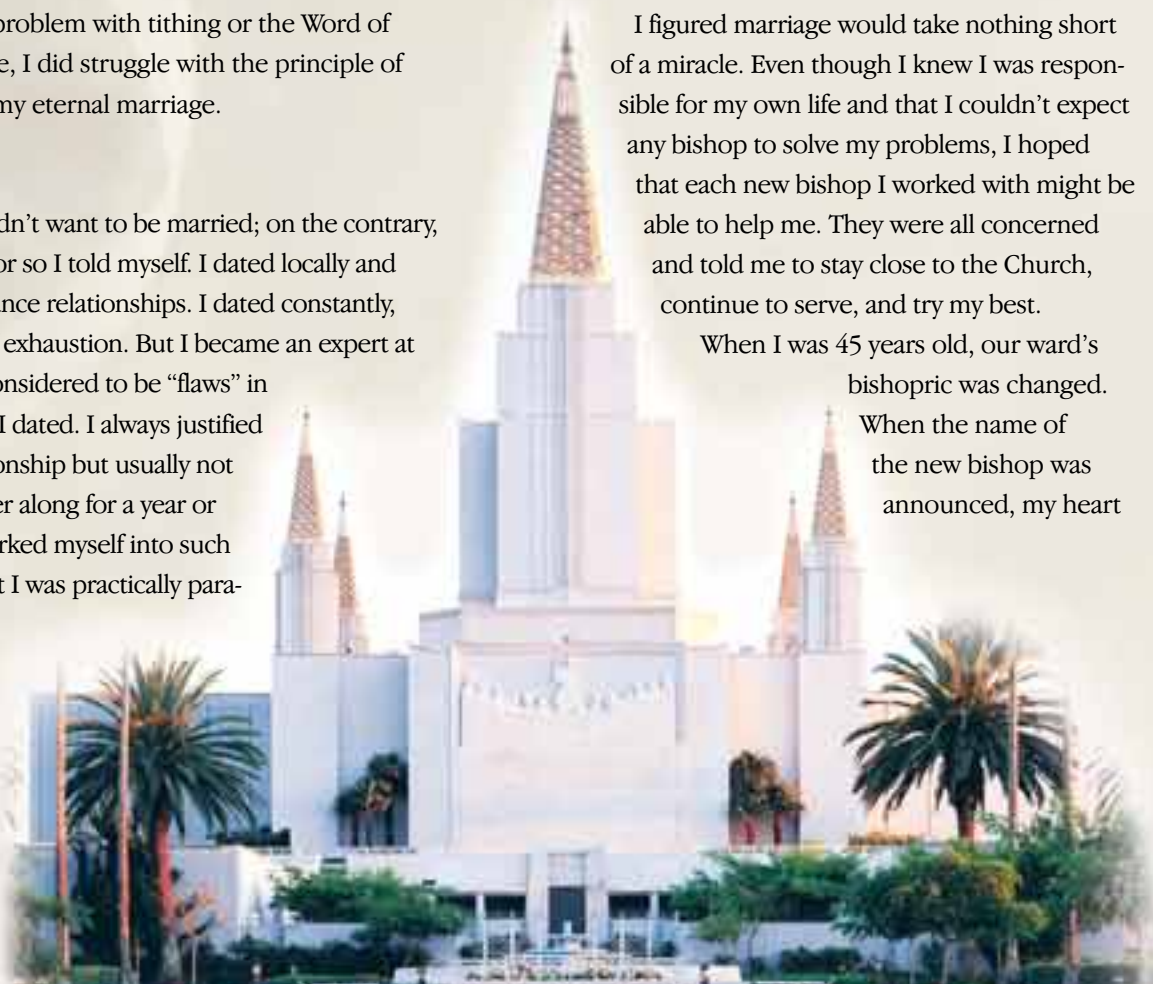 problem with tithing or the Word of
e, I did struggle with the principle of
my eternal marriage.
dn’t want to be married; on the contrary,
or so I told myself. I dated locally and
ance relationships. I dated constantly,
exhaustion. But I became an expert at
onsidered to be “flaws” in
I dated. I always justified
onship but usually not
er along for a year or
rked myself into such
t I was practically para-
I figured marriage would take nothing short
of a miracle. Even though I knew I was respon-
sible for my own life and that I couldn’t expect
any bishop to solve my problems, I hoped
that each new bishop I worked with might be
able to help me. They were all concerned
and told me to stay close to the Church,
continue to serve, and try my best.
When I was 45 years old, our ward’s
bishopric was changed.
When the name of
the new bishop was
announced, my heart